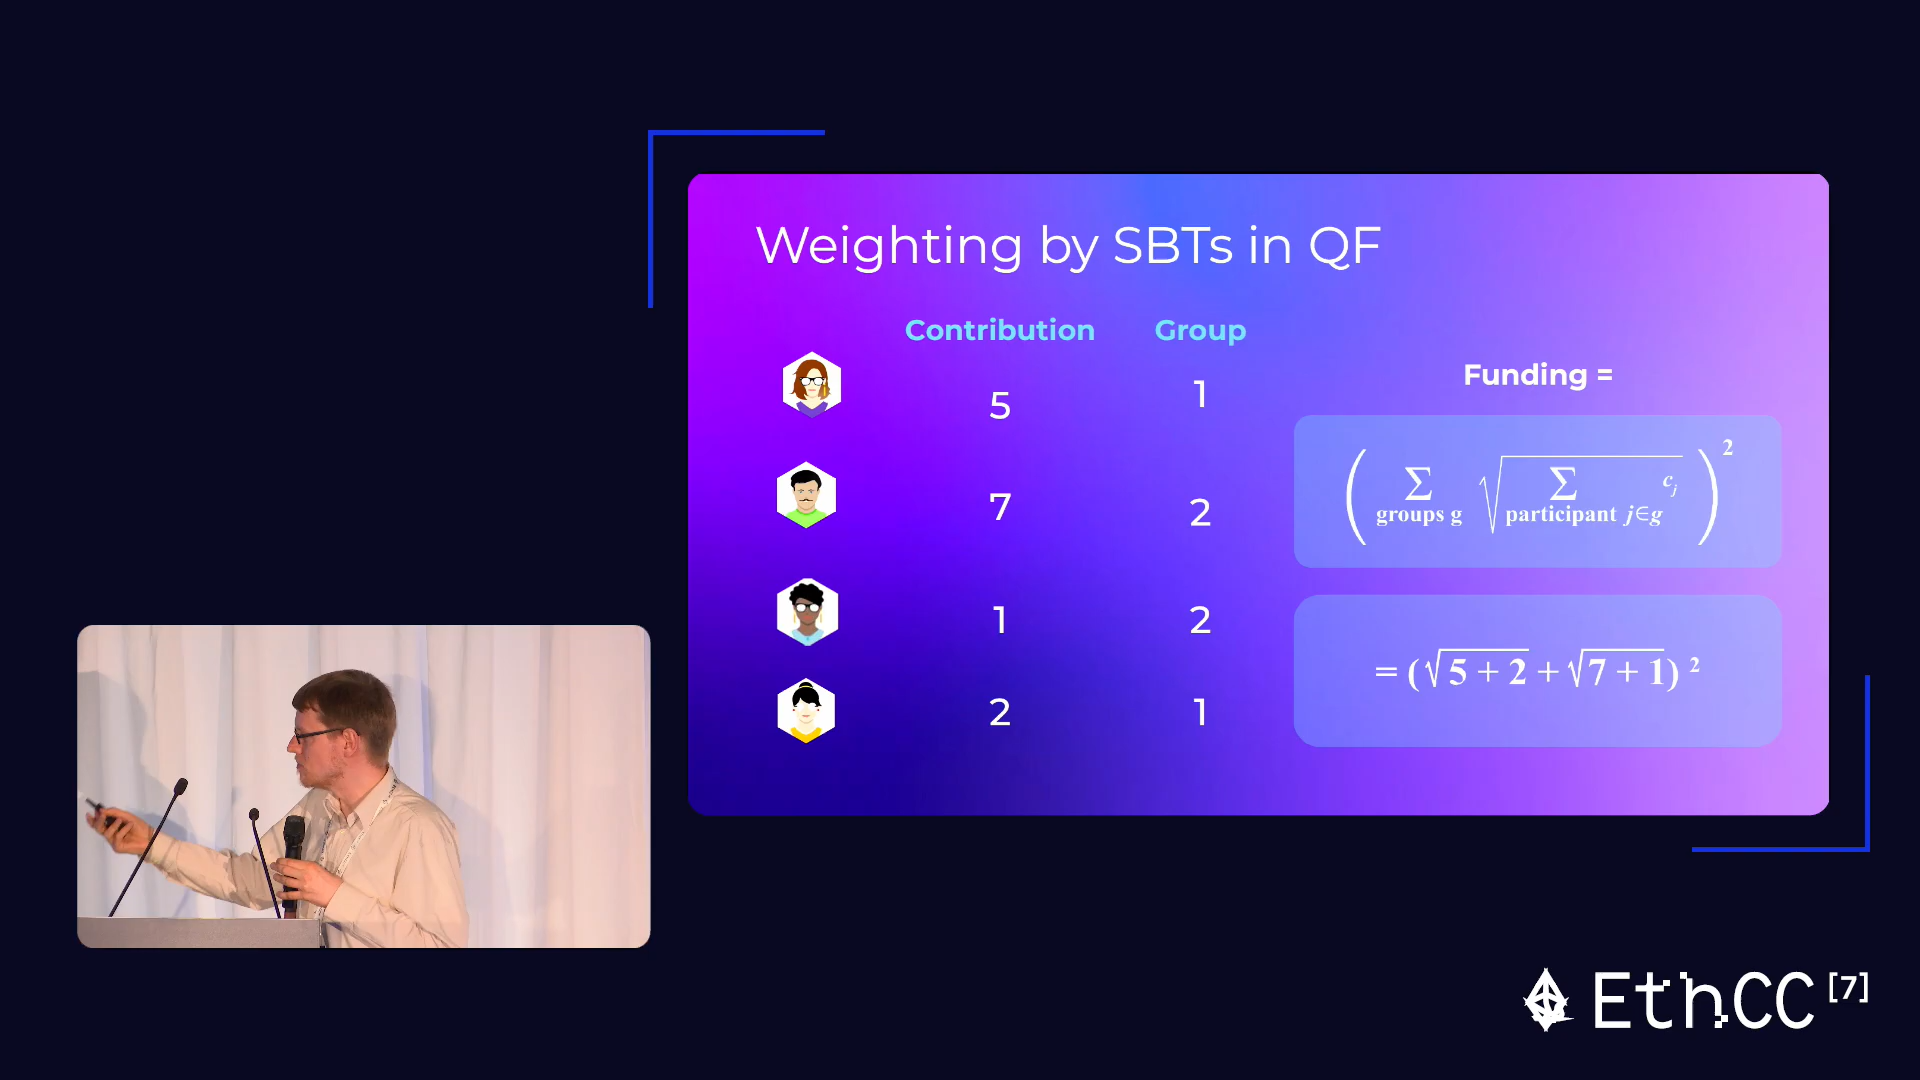 Weighting by SBTs in QF
Contribution Group
5 1
7 2
1 2
2 1
Funding =
( ∑ groups g √ ∑ participant j∈g cj ) 2
= (√5 + 2 + √7 + 1) 2
EthCC [7]